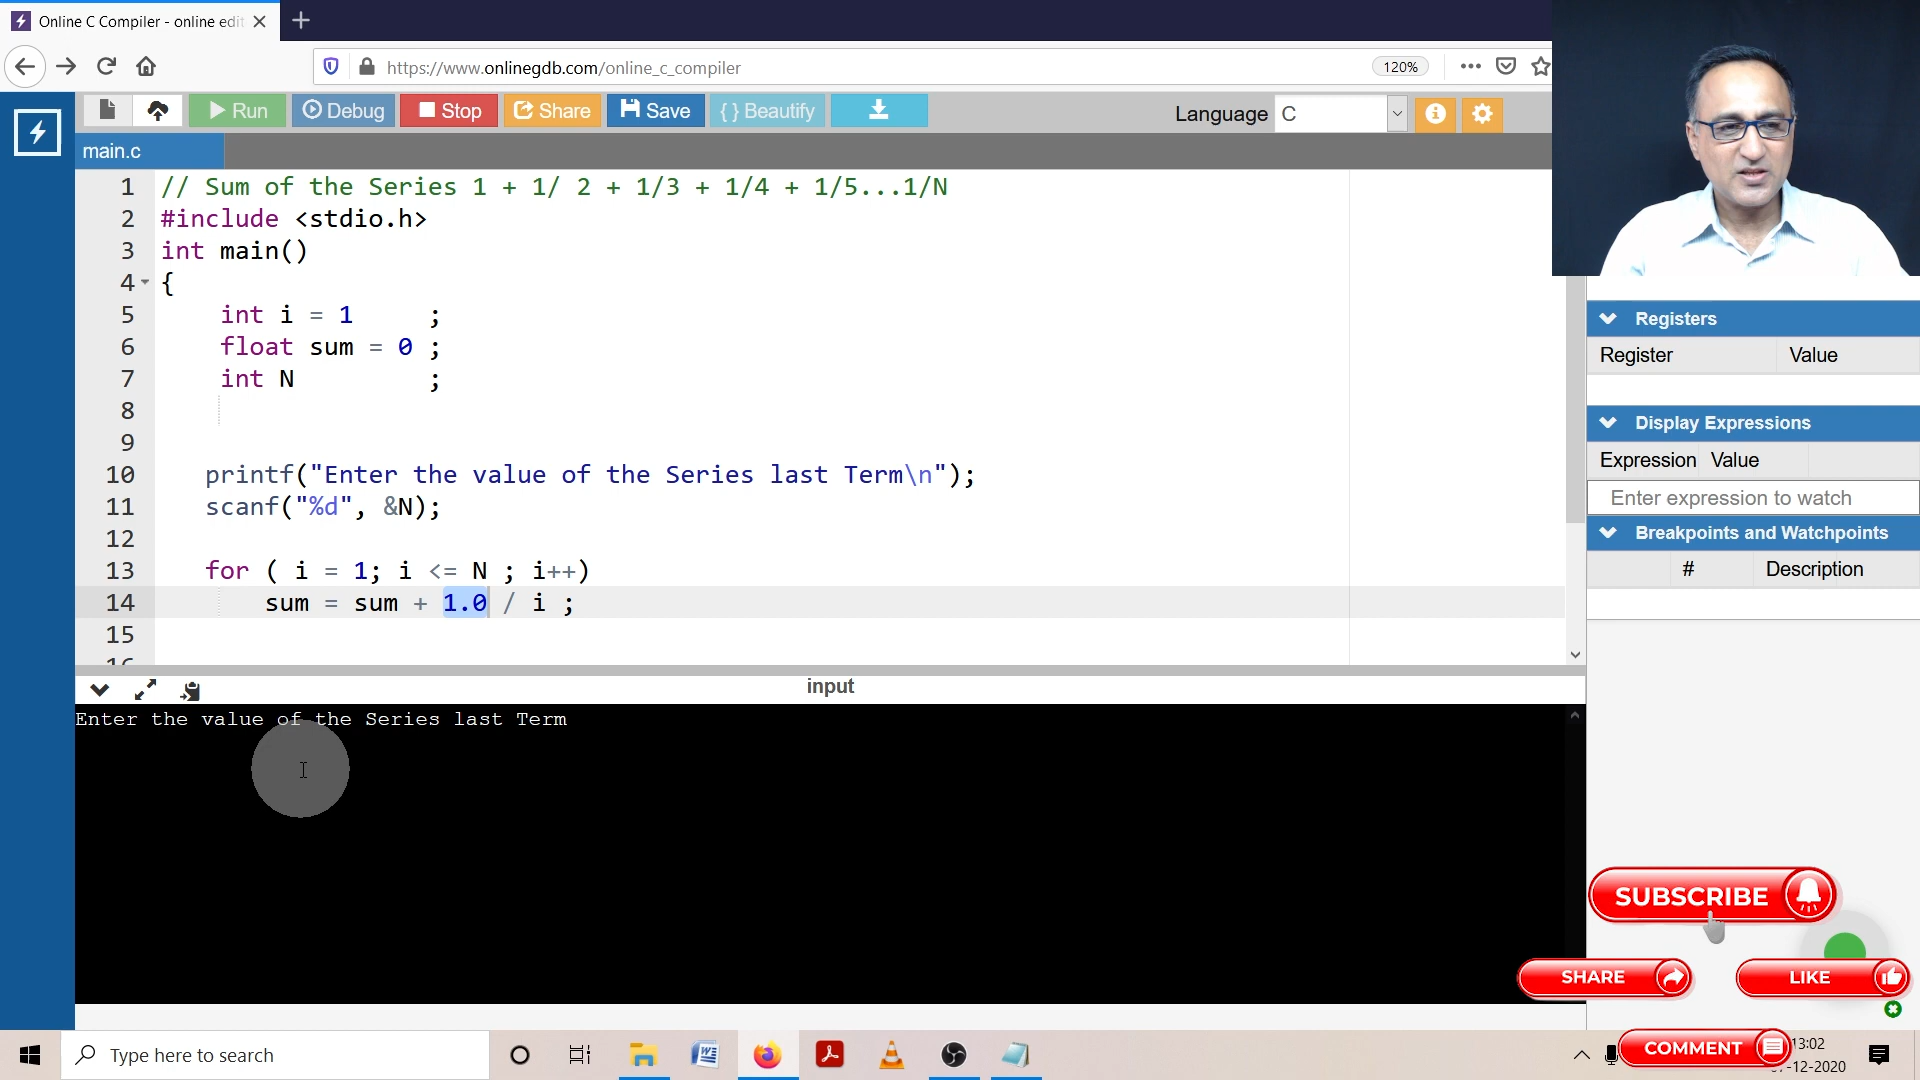 Online C Compiler - online edit
https://www.onlinegdb.com/online_c_compiler
120%
Run
Debug
Stop
Share
Save
{ } Beautify
Language
C
main.c
1 // Sum of the Series 1 + 1/ 2 + 1/3 + 1/4 + 1/5...1/N
2 #include <stdio.h>
3 int main()
4 {
5 int i = 1 ;
6 float sum = 0 ;
7 int N ;
8
9
10 printf("Enter the value of the Series last Term\n");
11 scanf("%d", &N);
12
13 for ( i = 1; i <= N ; i++)
14 sum = sum + 1.0 / i ;
15
16
Registers
Register Value
Display Expressions
Expression Value
Enter expression to watch
Breakpoints and Watchpoints
# Description
input
Enter the value of the Series last Term
SUBSCRIBE
SHARE
LIKE
COMMENT
Type here to search
13:02
-12-2020